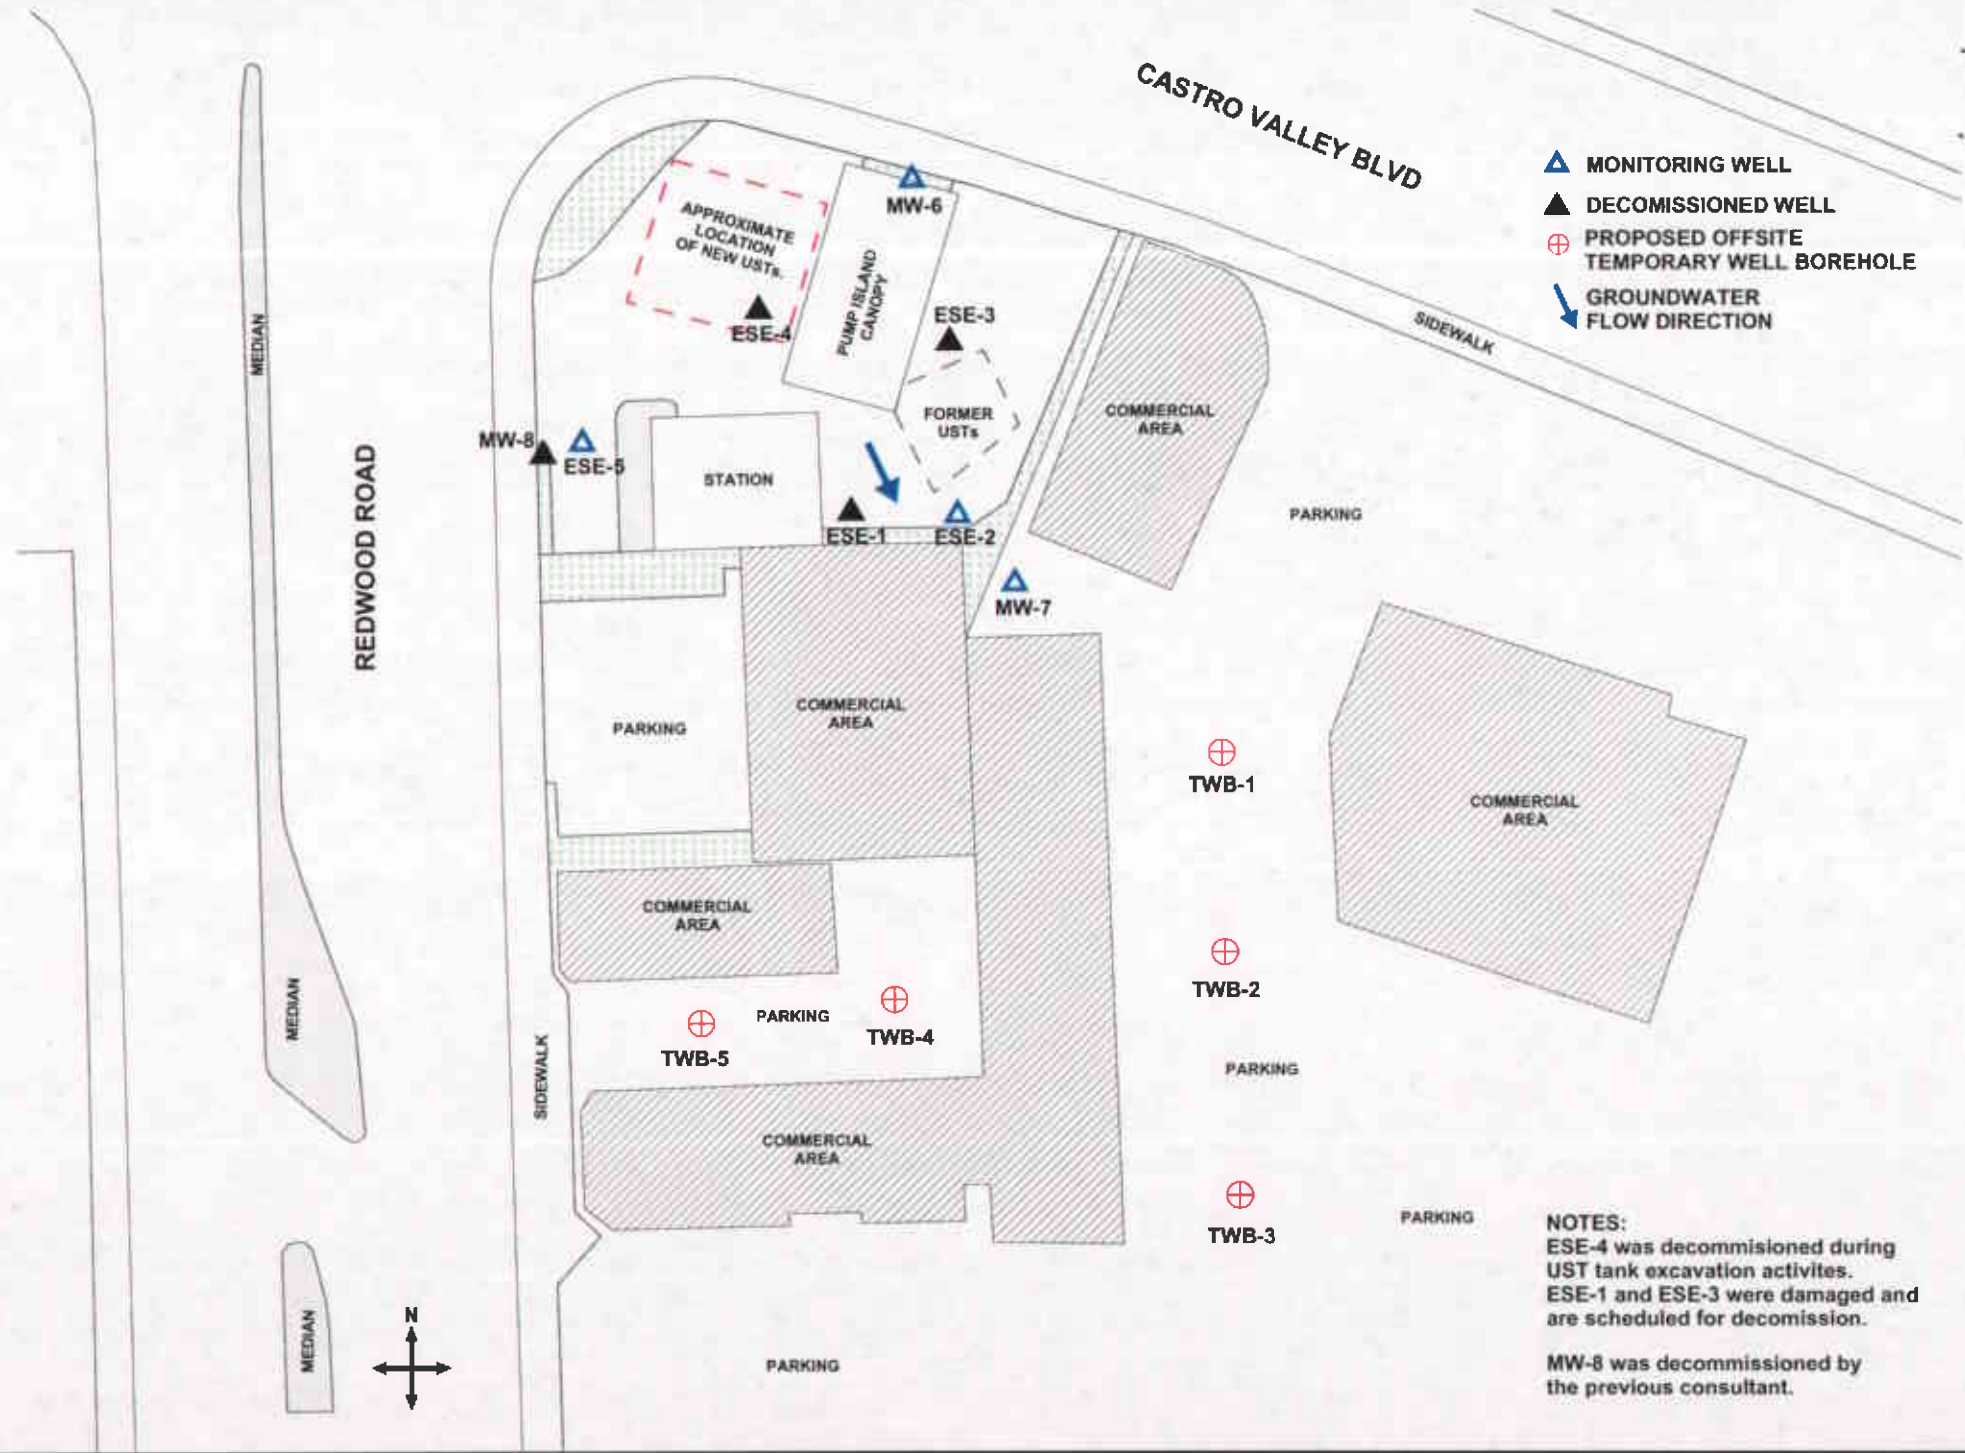 CASTRO VALLEY BLVD
MONITORING WELL
DECOMISSIONED WELL
PROPOSED OFFSITE
TEMPORARY WELL BOREHOLE
GROUNDWATER
FLOW DIRECTION
SIDEWALK
MW-6
APPROXIMATE
LOCATION
OF NEW USTs.
PUMP ISLAND
CANOPY
ESE-4
ESE-3
FORMER
USTs
COMMERCIAL
AREA
MEDIAN
REDWOOD ROAD
MW-8
ESE-5
STATION
ESE-1
ESE-2
PARKING
MW-7
PARKING
COMMERCIAL
AREA
TWB-1
COMMERCIAL
AREA
COMMERCIAL
AREA
TWB-2
MEDIAN
SIDEWALK
TWB-5
PARKING
TWB-4
PARKING
COMMERCIAL
AREA
TWB-3
PARKING
MEDIAN
N
PARKING
NOTES:
ESE-4 was decommisioned during
UST tank excavation activites.
ESE-1 and ESE-3 were damaged and
are scheduled for decomission.
MW-8 was decommissioned by
the previous consultant.